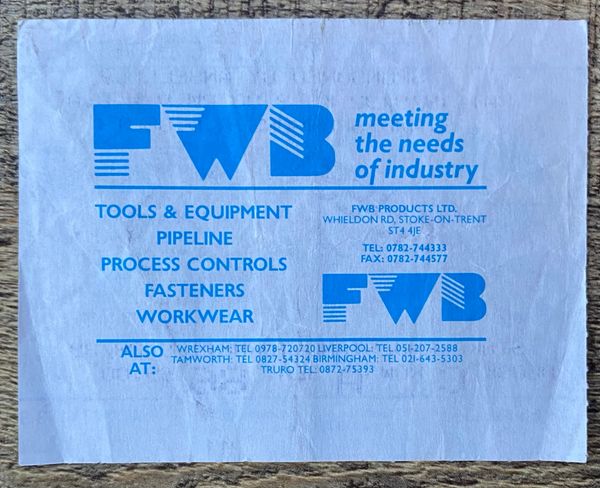 FWB
meeting
the needs
of industry
TOOLS & EQUIPMENT
PIPELINE
PROCESS CONTROLS
FASTENERS
WORKWEAR
FWB PRODUCTS LTD.
WHIELDON RD, STOKE-ON-TRENT
ST4 4JE
TEL: 0782-744333
FAX: 0782-744577
FWB
ALSO
AT:
WREXHAM: TEL 0978-720720 LIVERPOOL: TEL 051-207-2588
TAMWORTH: TEL 0827-54324 BIRMINGHAM: TEL 021-643-5303
TRURO TEL: 0872-75393